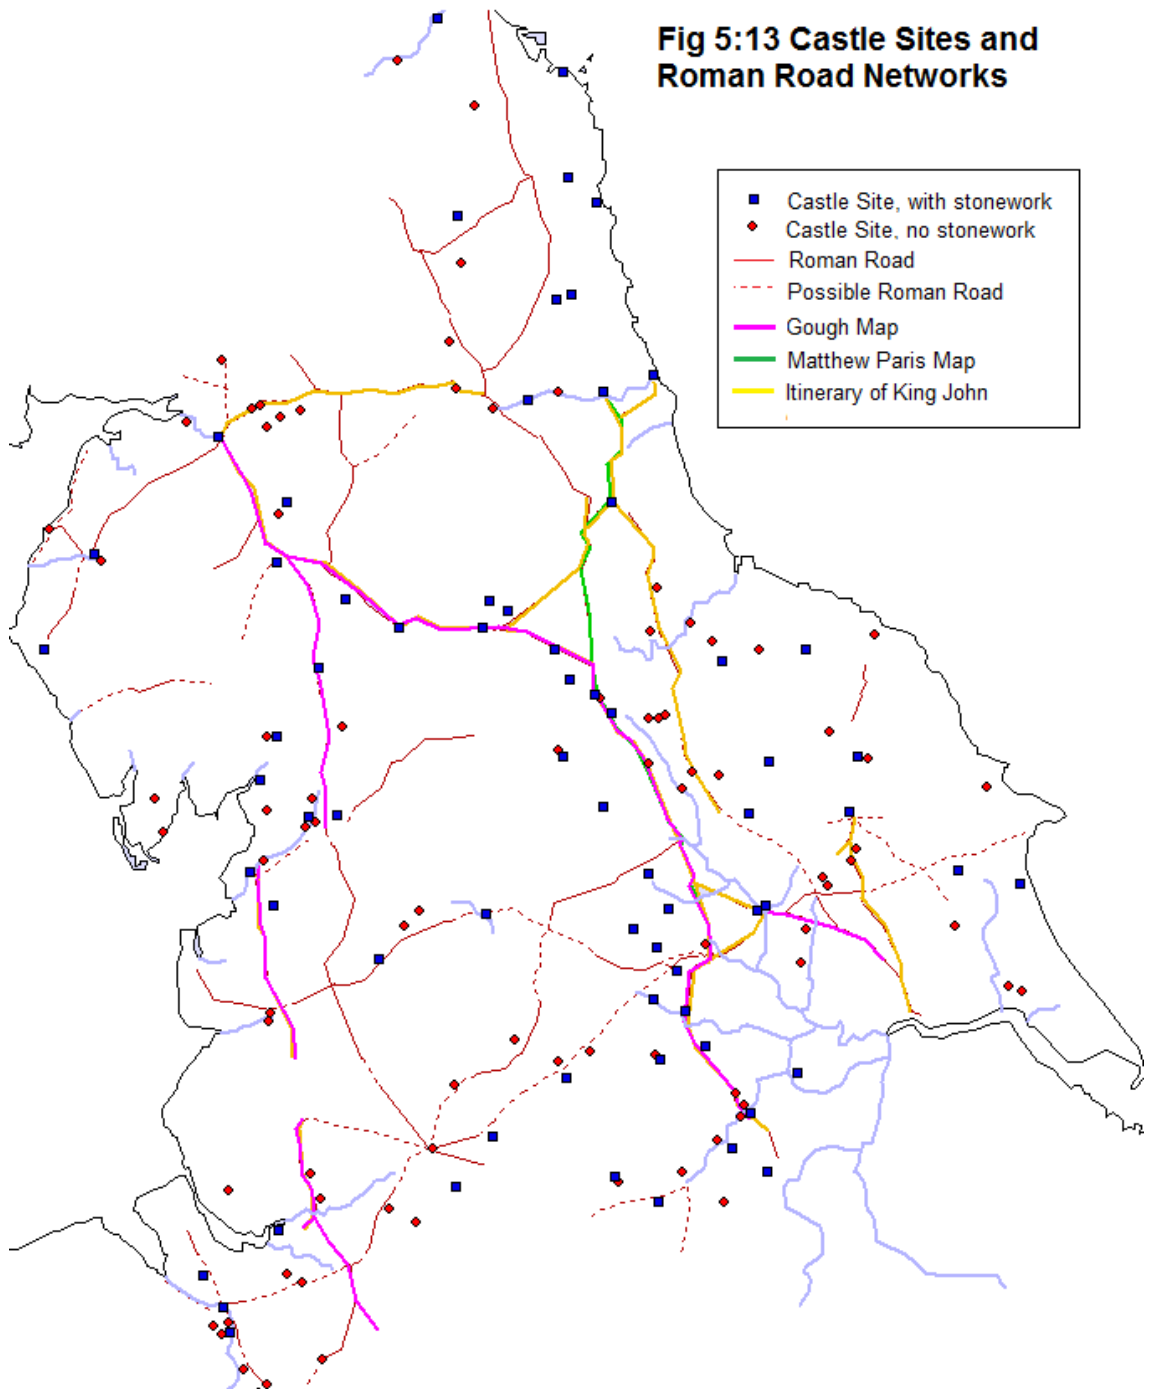 Fig 5:13 Castle Sites and
Roman Road Networks
Castle Site, with stonework
Castle Site, no stonework
Roman Road
Possible Roman Road
Gough Map
Matthew Paris Map
Itinerary of King John